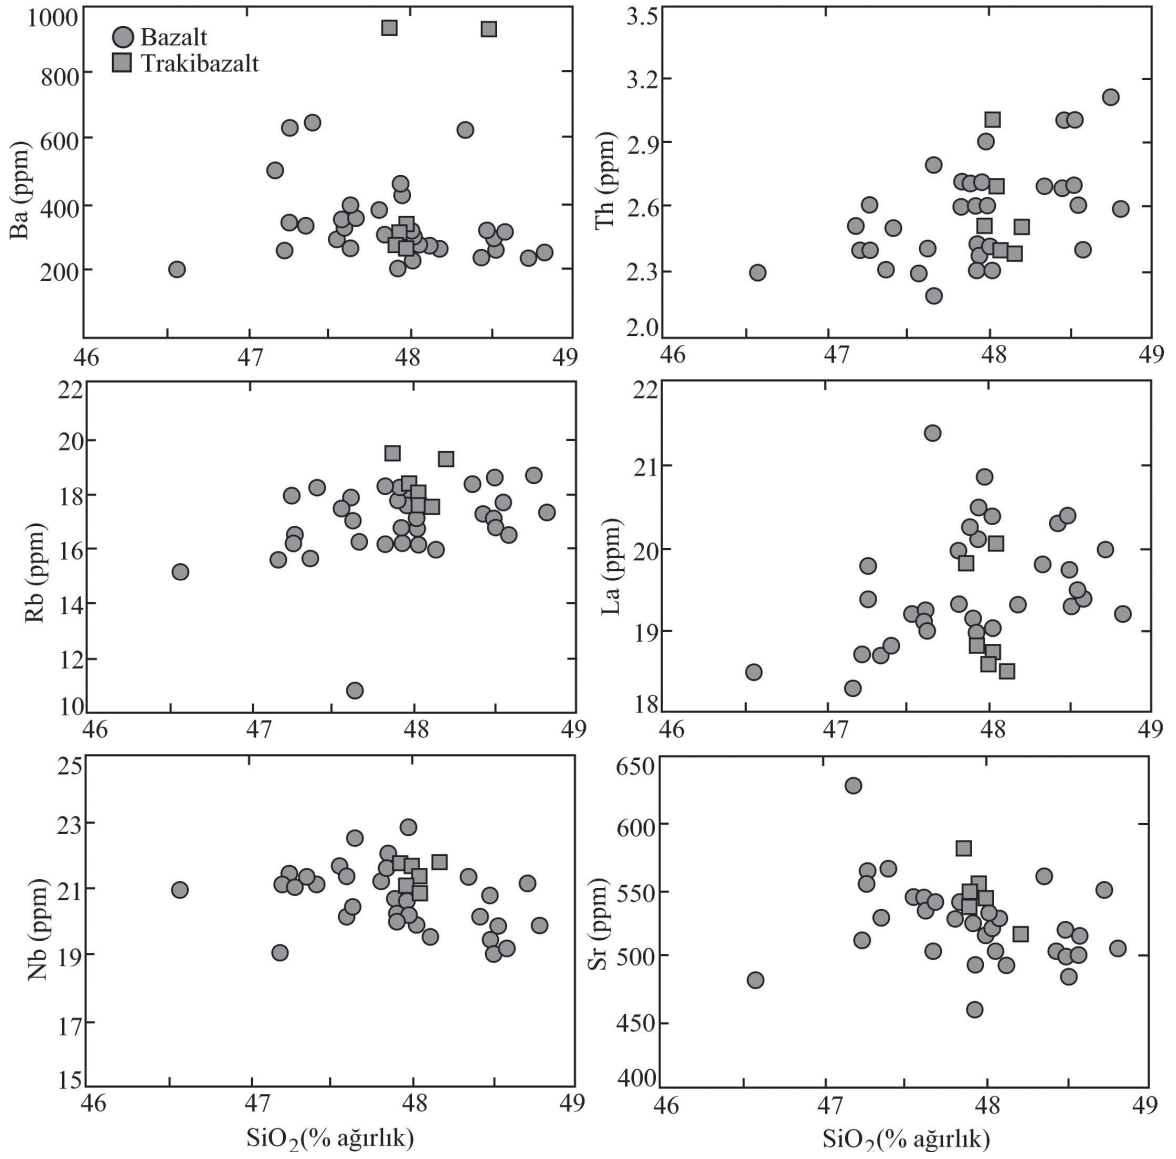 1000
800
600
400
200
Ba (ppm)
Bazalt
Trakibazalt
46 47 48 49
3.5
3.2
2.9
2.6
2.3
2.0
Th (ppm)
46 47 48 49
22
20
18
16
14
12
10
Rb (ppm)
46 47 48 49
22
21
20
19
18
La (ppm)
46 47 48 49
25
23
21
19
17
15
Nb (ppm)
46 47 48 49
SiO2(% ağırlık)
650
600
550
500
450
400
Sr (ppm)
46 47 48 49
SiO2(% ağırlık)